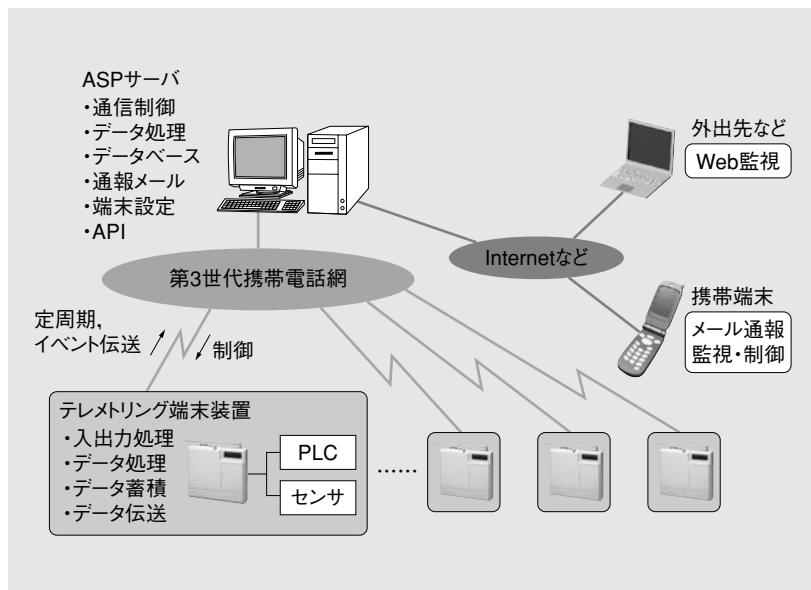 ASPサーバ
・通信制御
・データ処理
・データベース
・通報メール
・端末設定
・API
外出先など
Web監視
Internetなど
第3世代携帯電話網
携帯端末
メール通報
監視・制御
定周期,
イベント伝送
制御
テレメトリング端末装置
・入出力処理
・データ処理
・データ蓄積
・データ伝送
PLC
センサ
……